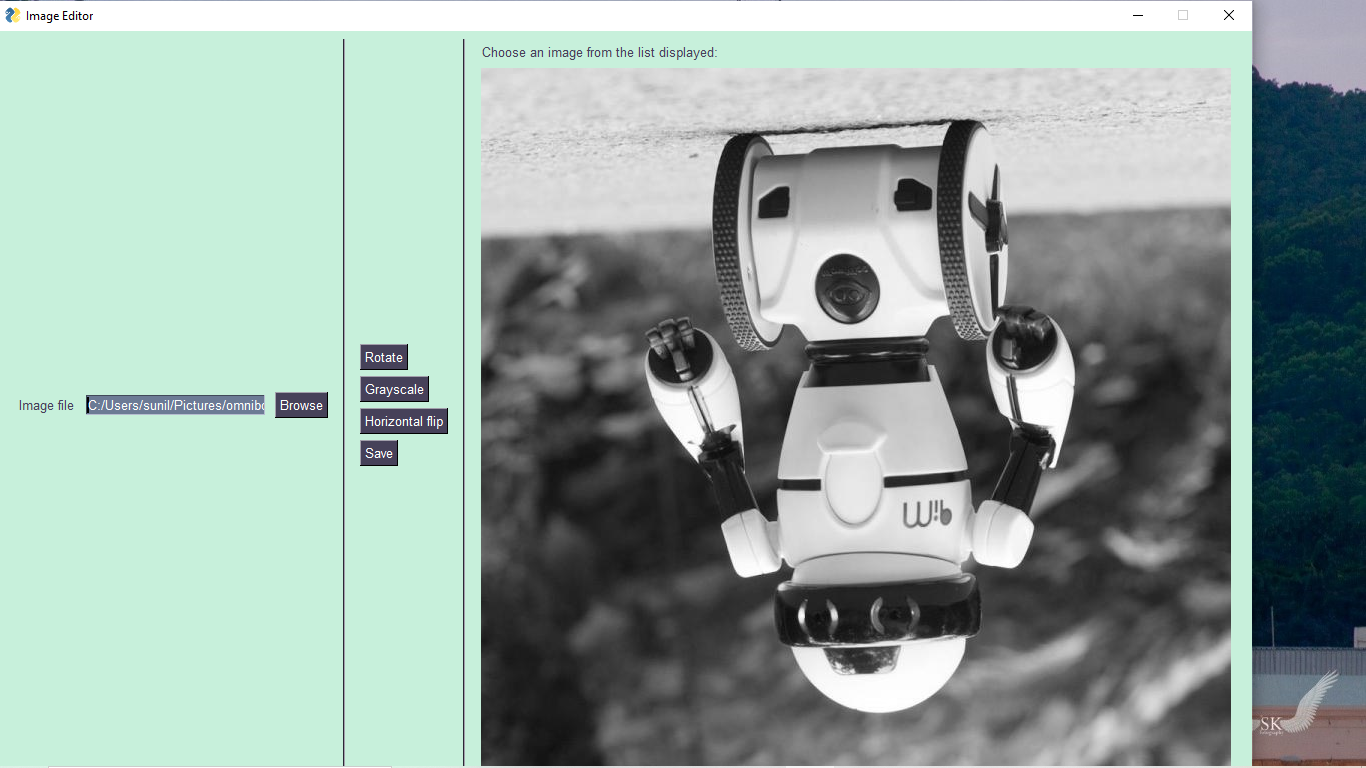 Image Editor
Choose an image from the list displayed:
Image file
C:/Users/sunil/Pictures/omnibo
Browse
Rotate
Grayscale
Horizontal flip
Save
MiP
SK